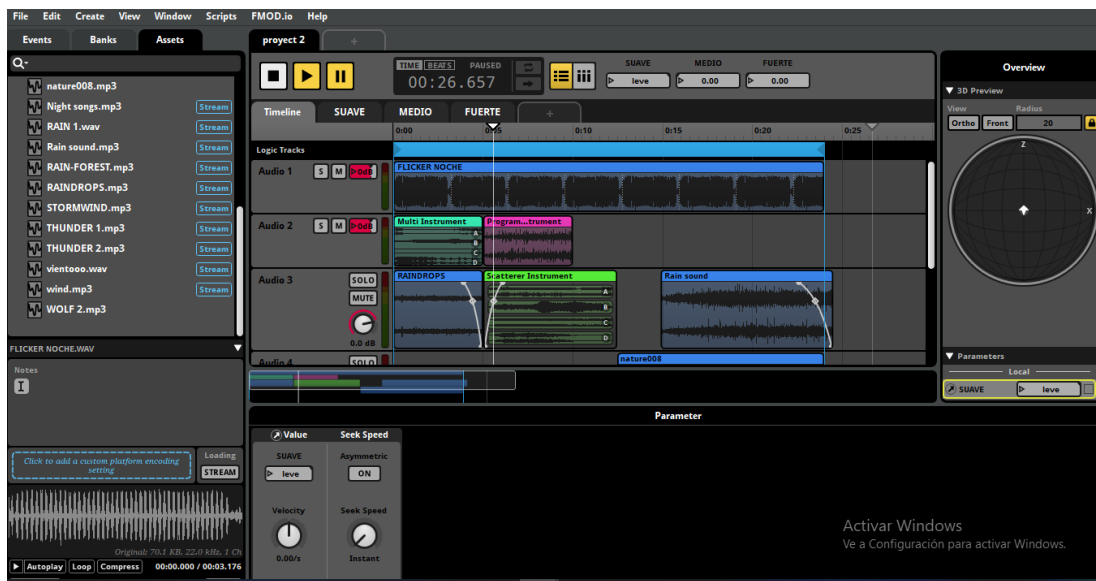 File Edit Create View Window Scripts FMOD.io Help
Events Banks Assets
proyect 2 +
nature008.mp3
Night songs.mp3 Stream
RAIN 1.wav Stream
Rain sound.mp3 Stream
RAIN-FOREST.mp3 Stream
RAINDROPS.mp3 Stream
STORMWIND.mp3 Stream
THUNDER 1.mp3 Stream
THUNDER 2.mp3 Stream
vientooo.wav Stream
wind.mp3 Stream
WOLF 2.mp3
FLICKER NOCHE.WAV
Notes
I
Click to add a custom platform encoding
setting
Loading
STREAM
Original: 70.1 KB, 22.0 kHz, 1 Ch
Autoplay Loop Compress 00:00.000 / 00:03.176
TIME BEATS PAUSED
00:26.657
SUAVE MEDIO FUERTE
leve 0.00 0.00
Timeline SUAVE MEDIO FUERTE +
0:00 0:05 0:10 0:15 0:20 0:25
Logic Tracks
Audio 1 S M 0dB
FLICKER NOCHE
Audio 2 S M 0dB
Multi Instrument Program...trument
A
B
C
D
Audio 3 SOLO
MUTE
0.0 dB
RAINDROPS Scatterer Instrument Rain sound
A
B
C
D
Audio 4 SOLO
nature008
Overview
3D Preview
View Radius
Ortho Front 20
Z
X
Parameters
Local
SUAVE leve
Parameter
Value Seek Speed
SUAVE Asymmetric
leve ON
Velocity Seek Speed
0.00/s Instant
Activar Windows
Ve a Configuración para activar Windows.